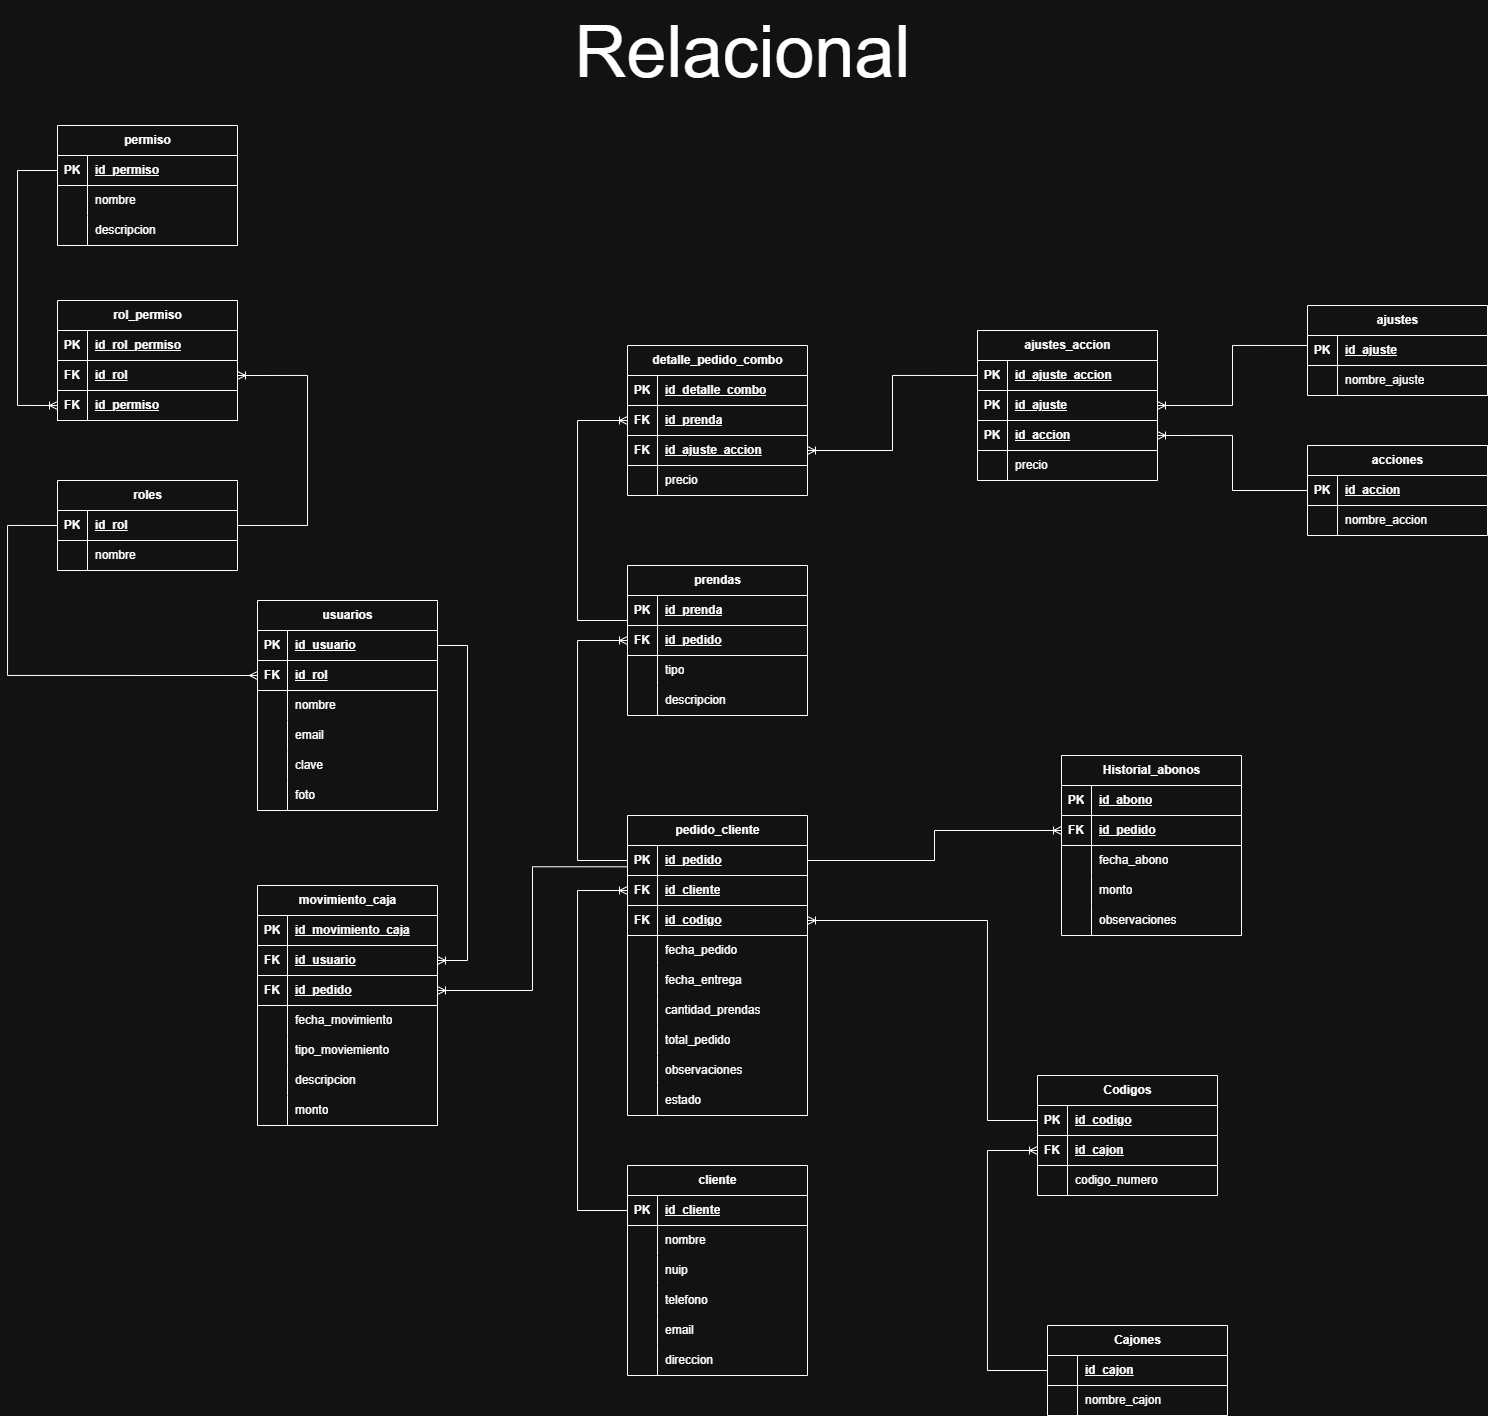 Relacional
permiso
PK id_permiso
nombre
descripcion
rol_permiso
PK id_rol_permiso
FK id_rol
FK id_permiso
roles
PK id_rol
nombre
usuarios
PK id_usuario
FK id_rol
nombre
email
clave
foto
movimiento_caja
PK id_movimiento_caja
FK id_usuario
FK id_pedido
fecha_movimiento
tipo_moviemiento
descripcion
monto
detalle_pedido_combo
PK id_detalle_combo
FK id_prenda
FK id_ajuste_accion
precio
prendas
PK id_prenda
FK id_pedido
tipo
descripcion
pedido_cliente
PK id_pedido
FK id_cliente
FK id_codigo
fecha_pedido
fecha_entrega
cantidad_prendas
total_pedido
observaciones
estado
cliente
PK id_cliente
nombre
nuip
telefono
email
direccion
ajustes_accion
PK id_ajuste_accion
PK id_ajuste
PK id_accion
precio
ajustes
PK id_ajuste
nombre_ajuste
acciones
PK id_accion
nombre_accion
Historial_abonos
PK id_abono
FK id_pedido
fecha_abono
monto
observaciones
Codigos
PK id_codigo
FK id_cajon
codigo_numero
Cajones
id_cajon
nombre_cajon